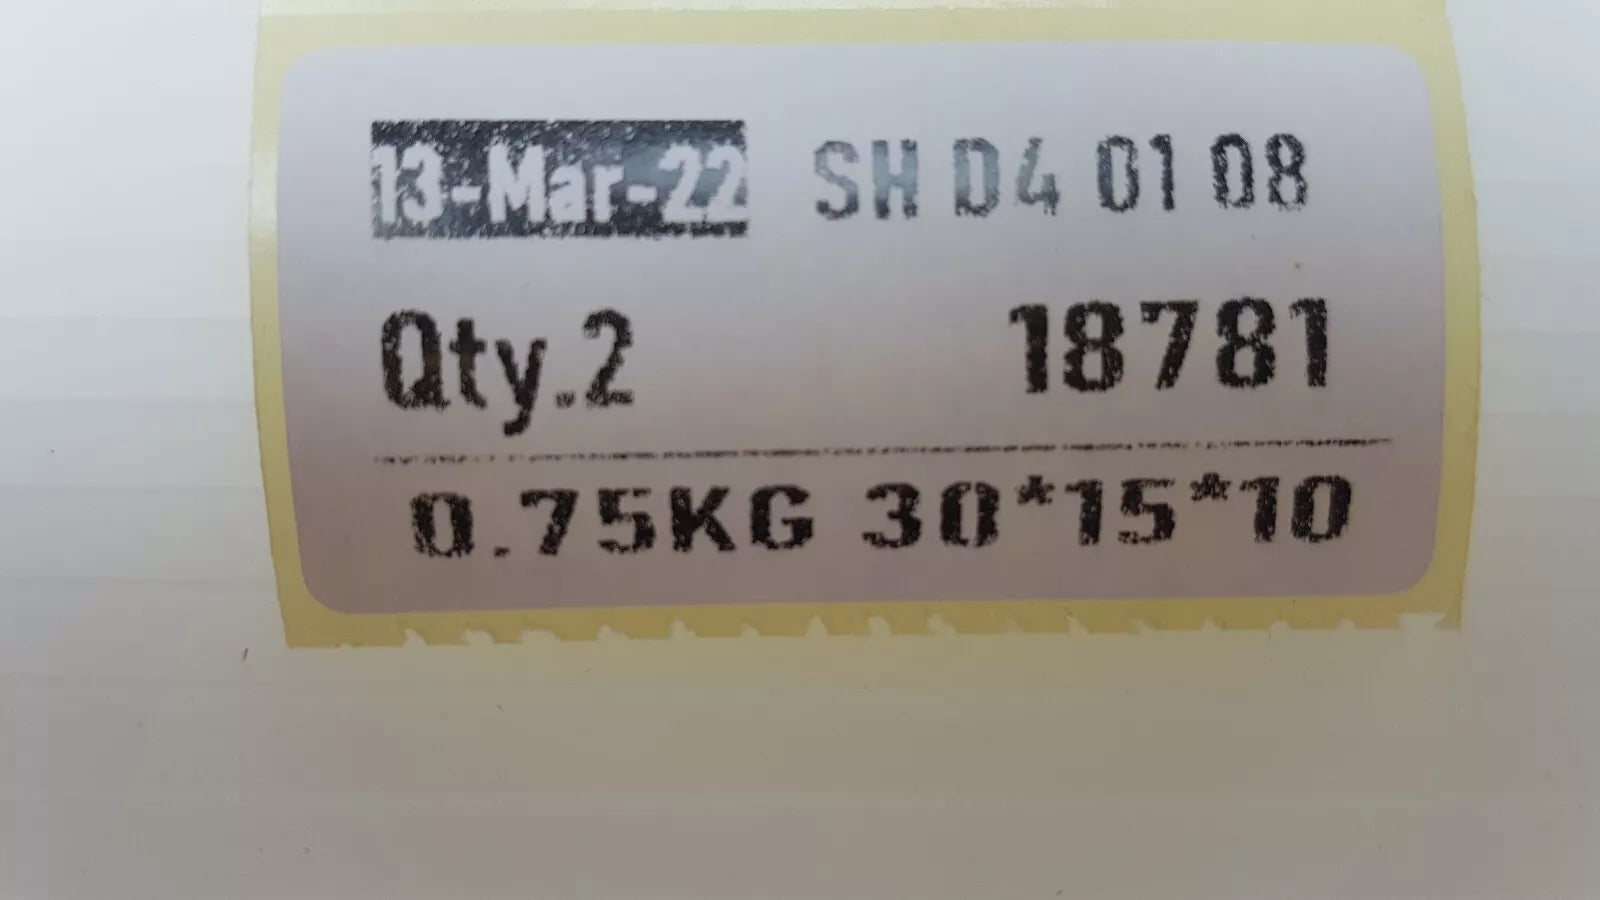 13-Mar-22 SH D4 01 08
Qty.2 18781
0.75KG 30*15*10